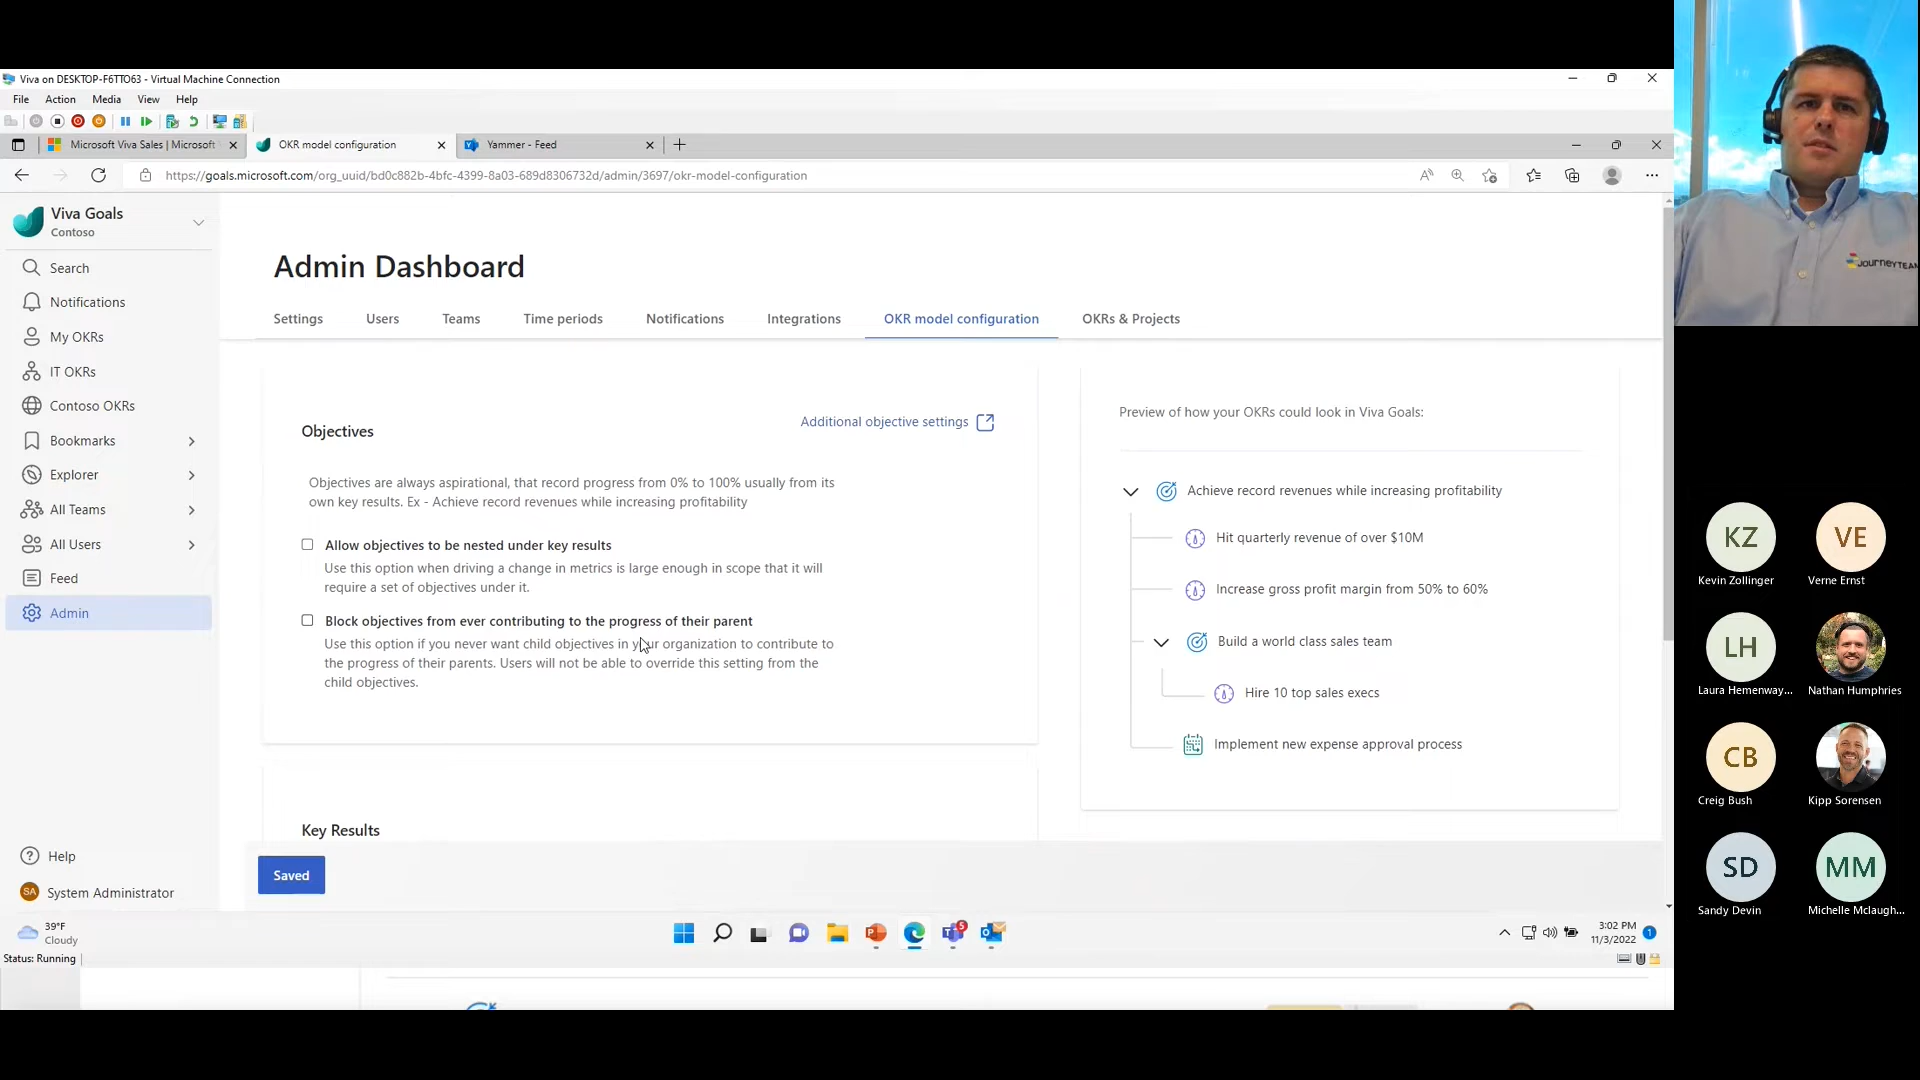 Viva on DESKTOP-F6TTO63 - Virtual Machine Connection
File Action Media View Help
Microsoft Viva Sales | Microsoft
OKR model configuration
Yammer - Feed
https://goals.microsoft.com/org_uuid/bd0c882b-4bfc-4399-8a03-689d8306732d/admin/3697/okr-model-configuration
Viva Goals
Contoso
Search
Notifications
My OKRs
IT OKRs
Contoso OKRs
Bookmarks
Explorer
All Teams
All Users
Feed
Admin
Help
SA System Administrator
Admin Dashboard
Settings Users Teams Time periods Notifications Integrations OKR model configuration OKRs & Projects
Objectives
Additional objective settings
Objectives are always aspirational, that record progress from 0% to 100% usually from its
own key results. Ex - Achieve record revenues while increasing profitability
Allow objectives to be nested under key results
Use this option when driving a change in metrics is large enough in scope that it will
require a set of objectives under it.
Block objectives from ever contributing to the progress of their parent
Use this option if you never want child objectives in your organization to contribute to
the progress of their parents. Users will not be able to override this setting from the
child objectives.
Key Results
Saved
Preview of how your OKRs could look in Viva Goals:
Achieve record revenues while increasing profitability
Hit quarterly revenue of over $10M
Increase gross profit margin from 50% to 60%
Build a world class sales team
Hire 10 top sales execs
Implement new expense approval process
39°F
Cloudy
5
3:02 PM
11/3/2022
1
Status: Running
JOURNEYTEAM
KZ
Kevin Zollinger
VE
Verne Ernst
LH
Laura Hemenway...
Nathan Humphries
CB
Creig Bush
Kipp Sorensen
SD
Sandy Devin
MM
Michelle Mclaugh...